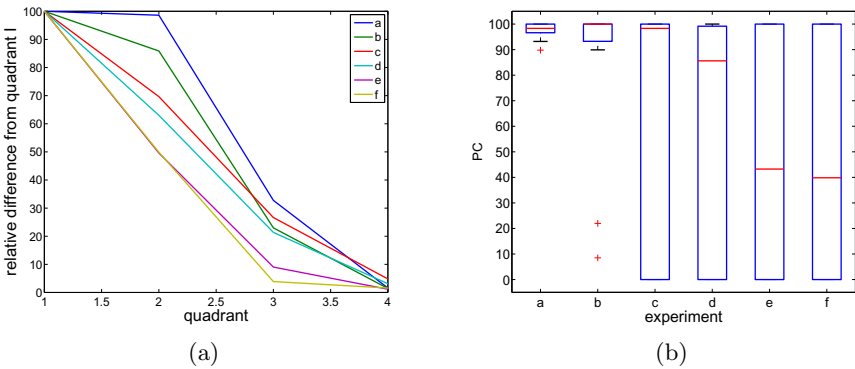 100
90
80
70
60
50
40
30
20
10
0
relative difference from quadrant I
1
1.5
2
2.5
3
3.5
4
quadrant
a
b
c
d
e
f
(a)
100
90
80
70
60
50
40
30
20
10
0
PC
a
b
c
d
e
f
experiment
(b)